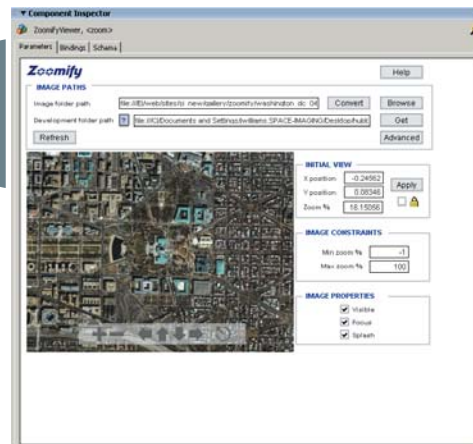 ▼ Component Inspector
ZoomifyViewer, <zoom>
Parameters Bindings Schema
Zoomify
Help
IMAGE PATHS
Image folder path
Convert Browse
Development folder path ?
Get
Refresh Advanced
INITIAL VIEW
X position -0.24562
Y position 0.08346
Apply
Zoom % 16.15056
IMAGE CONSTRAINTS
Min zoom % -1
Max zoom % 100
IMAGE PROPERTIES
Visible
Focus
Splash